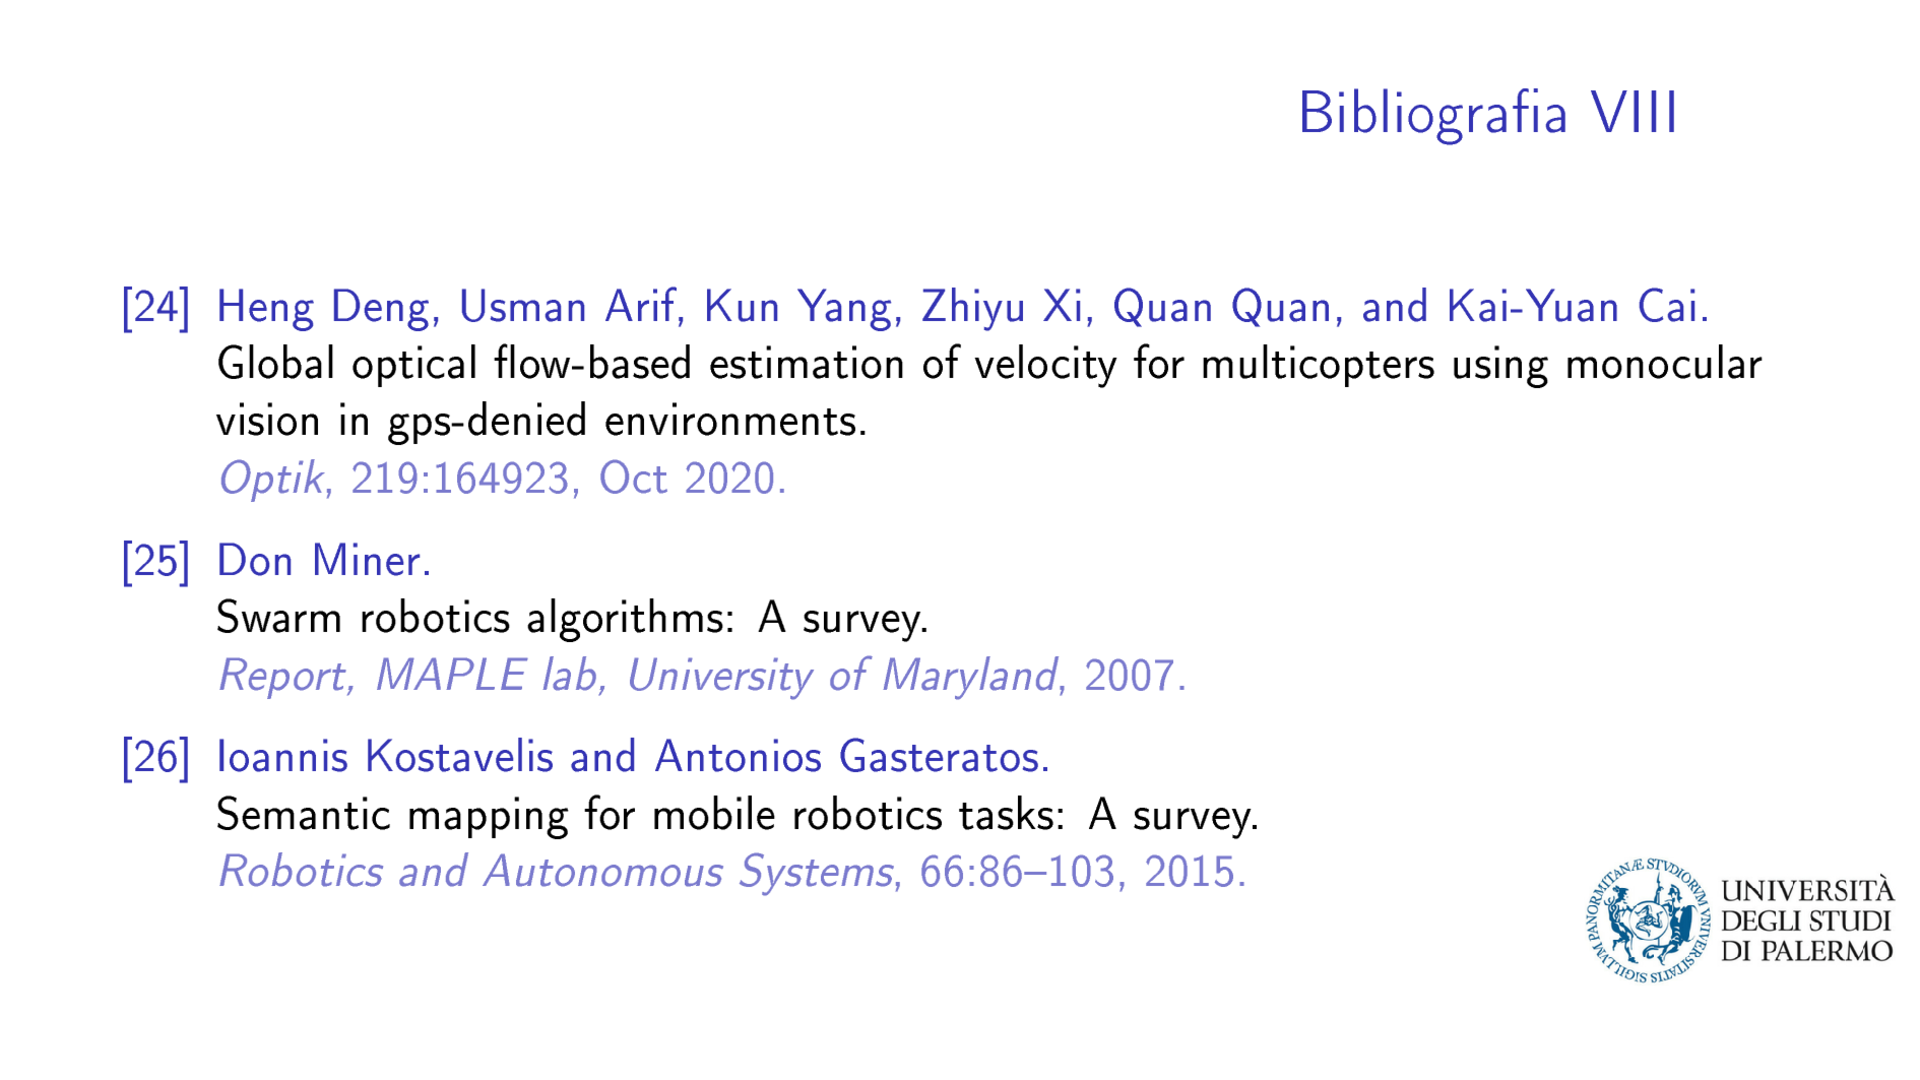 Bibliografia VIII
[24] Heng Deng, Usman Arif, Kun Yang, Zhiyu Xi, Quan Quan, and Kai-Yuan Cai.
Global optical flow-based estimation of velocity for multicopters using monocular
vision in gps-denied environments.
Optik, 219:164923, Oct 2020.
[25] Don Miner.
Swarm robotics algorithms: A survey.
Report, MAPLE lab, University of Maryland, 2007.
[26] Ioannis Kostavelis and Antonios Gasteratos.
Semantic mapping for mobile robotics tasks: A survey.
Robotics and Autonomous Systems, 66:86–103, 2015.
SIGILLVM PANORMITANÆ STVDIORVM VNIVERSITATIS
UNIVERSITÀ
DEGLI STUDI
DI PALERMO